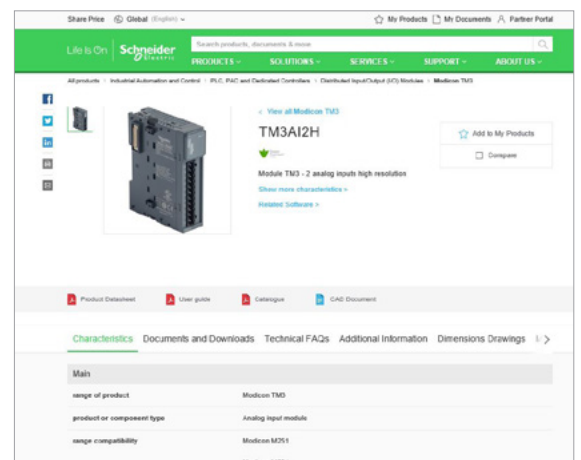 Share Price Global (English)
My Products My Documents Partner Portal
Life Is On Schneider Electric
Search products, documents & more
PRODUCTS SOLUTIONS SERVICES SUPPORT ABOUT US
All products > Industrial Automation and Control > PLC, PAC and Dedicated Controllers > Distributed Input/Output (I/O) Modules > Modicon TM3
< View all Modicon TM3
TM3AI2H
Add to My Products
Compare
Module TM3 - 2 analog inputs high resolution
Show more characteristics >
Related Software >
Product Datasheet User guide Catalogue CAD Document
Characteristics Documents and Downloads Technical FAQs Additional Information Dimensions Drawings >
Main
range of product Modicon TM3
product or component type Analog input module
range compatibility Modicon M251